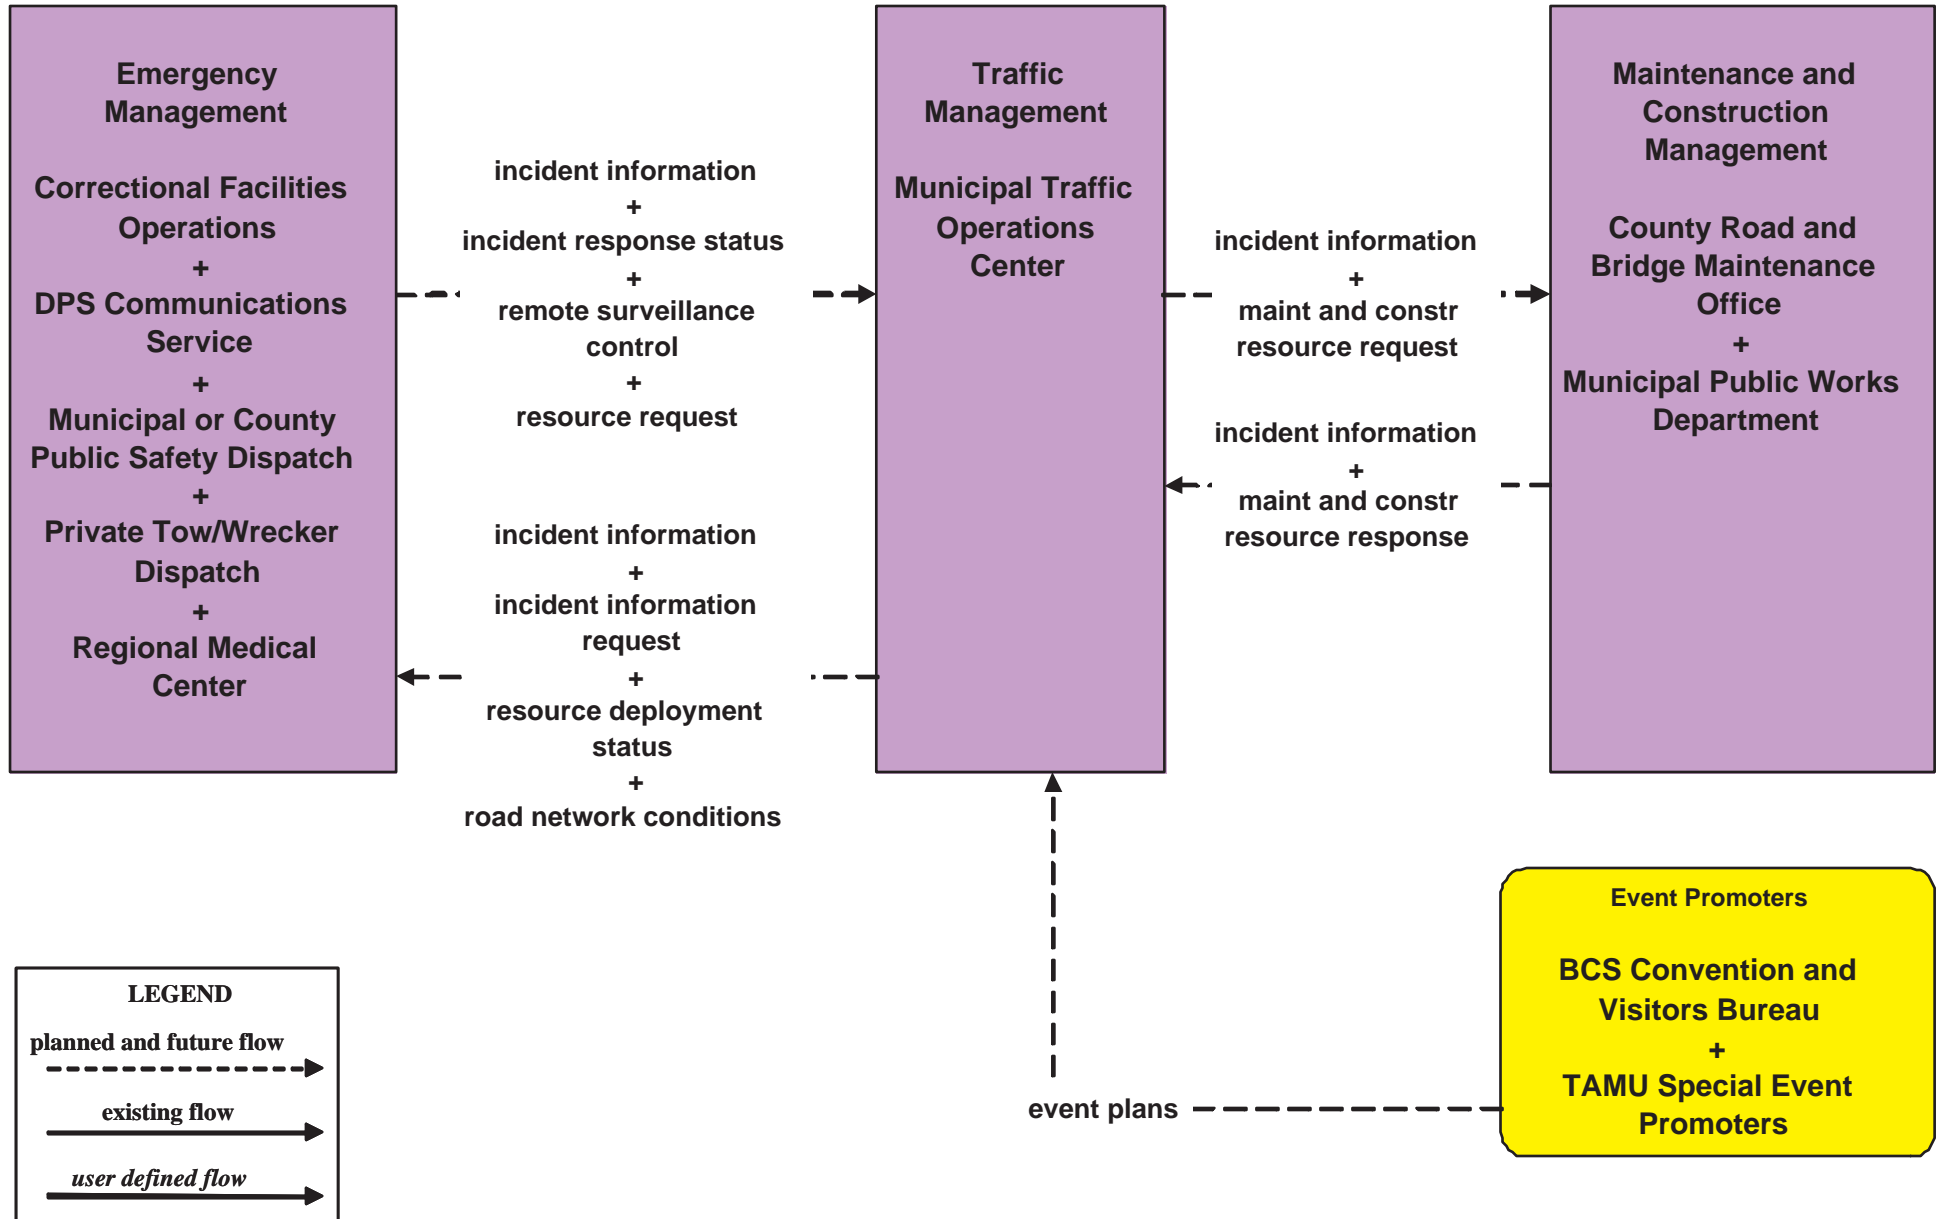 Emergency
Management
Correctional Facilities
Operations
+
DPS Communications
Service
+
Municipal or County
Public Safety Dispatch
+
Private Tow/Wrecker
Dispatch
+
Regional Medical
Center
incident information
+
incident response status
+
remote surveillance
control
+
resource request
incident information
+
incident information
request
+
resource deployment
status
+
road network conditions
Traffic
Management
Municipal Traffic
Operations
Center
incident information
+
maint and constr
resource request
incident information
+
maint and constr
resource response
Maintenance and
Construction
Management
County Road and
Bridge Maintenance
Office
+
Municipal Public Works
Department
Event Promoters
BCS Convention and
Visitors Bureau
+
TAMU Special Event
Promoters
event plans
LEGEND
planned and future flow
existing flow
user defined flow